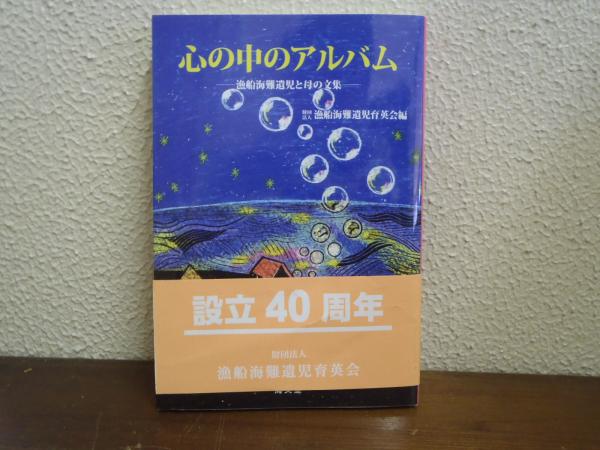 心の中のアルバム
―漁船海難遺児と母の文集―
財団法人 漁船海難遺児育英会編
設立40周年
財団法人
漁船海難遺児育英会